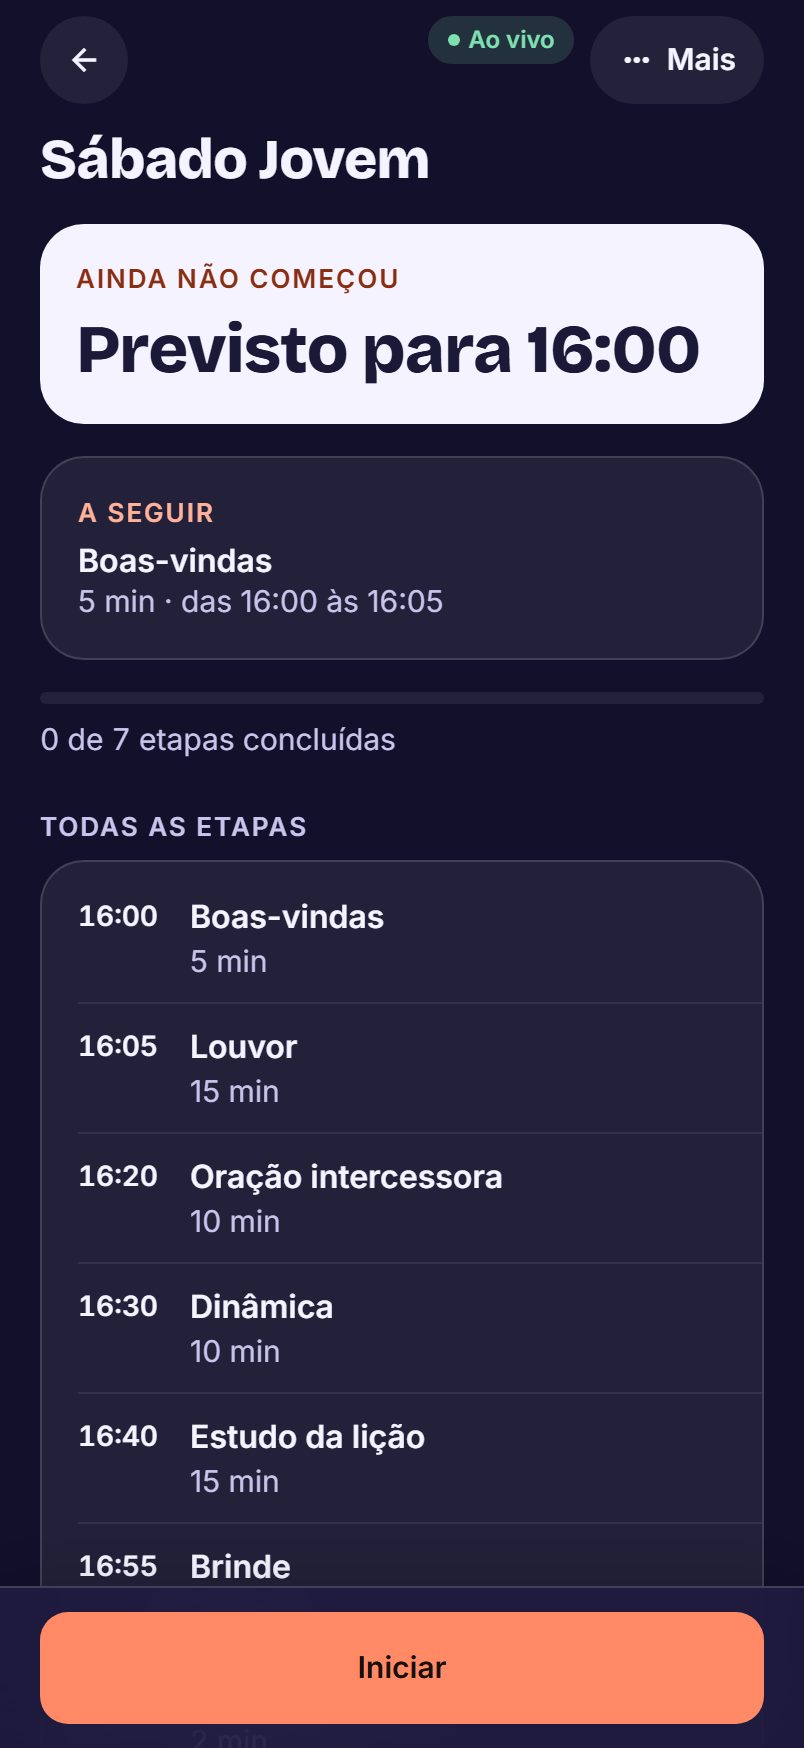 Ao vivo
Mais
Sábado Jovem
AINDA NÃO COMEÇOU
Previsto para 16:00
A SEGUIR
Boas-vindas
5 min · das 16:00 às 16:05
0 de 7 etapas concluídas
TODAS AS ETAPAS
16:00 Boas-vindas
5 min
16:05 Louvor
15 min
16:20 Oração intercessora
10 min
16:30 Dinâmica
10 min
16:40 Estudo da lição
15 min
16:55 Brinde
Iniciar
2 min